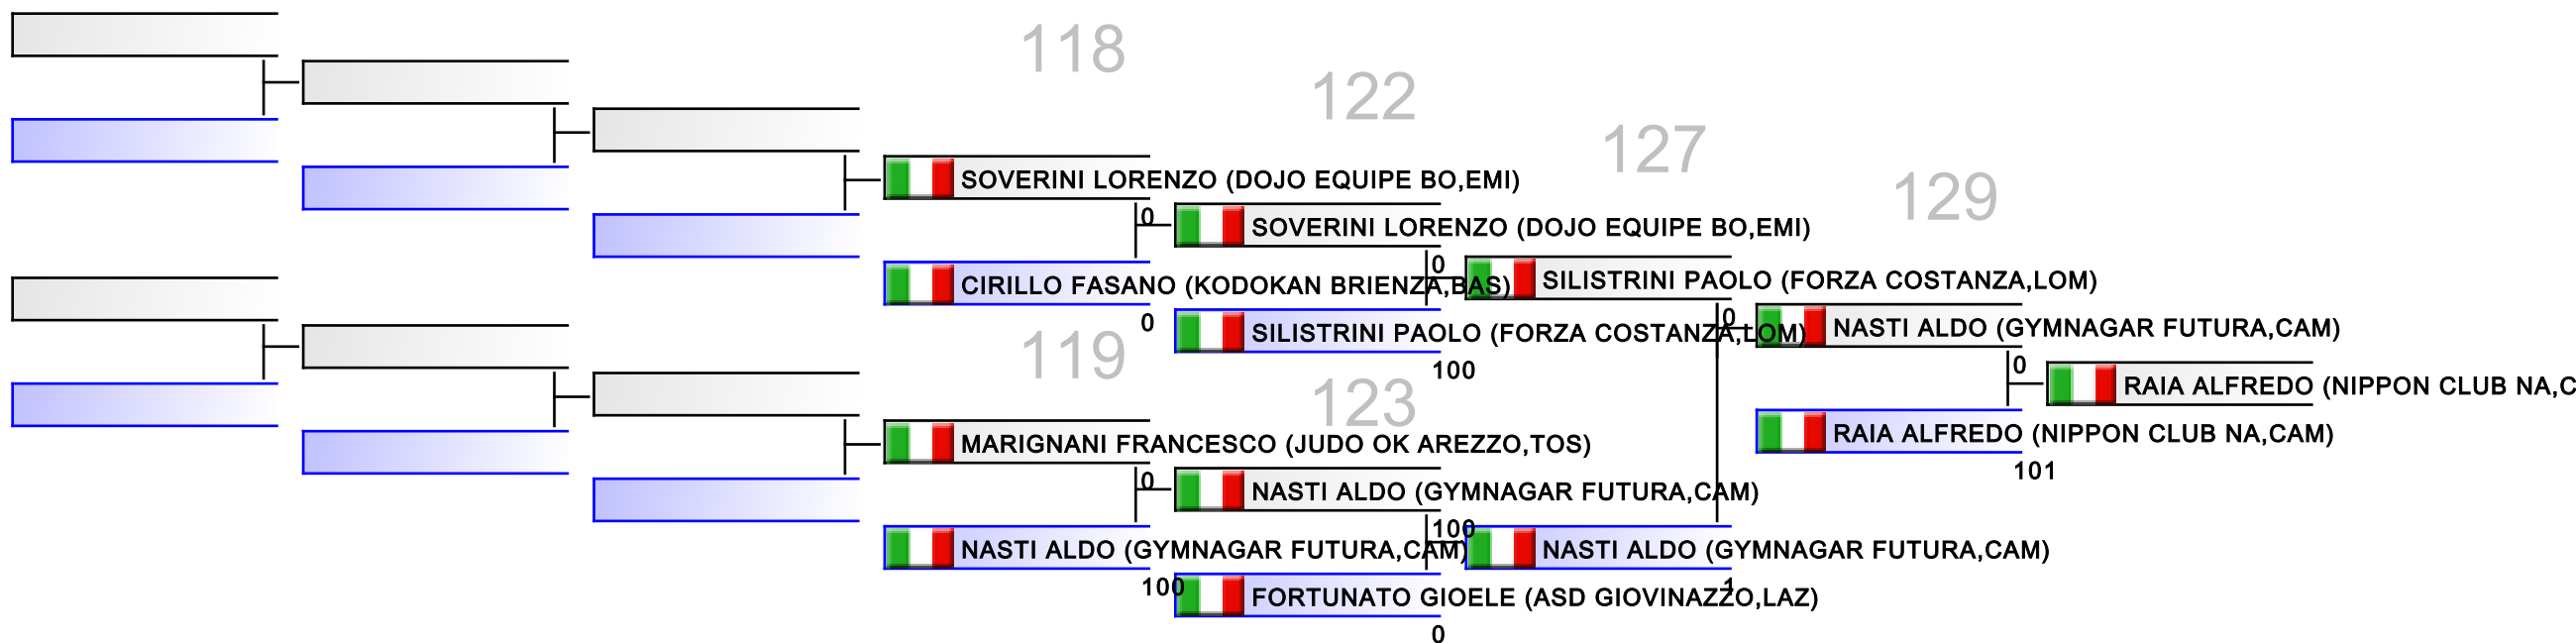 118
122
127
129
SOVERINI LORENZO (DOJO EQUIPE BO,EMI)
0
SOVERINI LORENZO (DOJO EQUIPE BO,EMI)
0
CIRILLO FASANO (KODOKAN BRIENZA,BAS)
0
SILISTRINI PAOLO (FORZA COSTANZA,LOM)
0
SILISTRINI PAOLO (FORZA COSTANZA,LOM)
100
NASTI ALDO (GYMNAGAR FUTURA,CAM)
0
RAIA ALFREDO (NIPPON CLUB NA,C
RAIA ALFREDO (NIPPON CLUB NA,CAM)
101
119
123
MARIGNANI FRANCESCO (JUDO OK AREZZO,TOS)
0
NASTI ALDO (GYMNAGAR FUTURA,CAM)
100
NASTI ALDO (GYMNAGAR FUTURA,CAM)
100
NASTI ALDO (GYMNAGAR FUTURA,CAM)
1
FORTUNATO GIOELE (ASD GIOVINAZZO,LAZ)
0